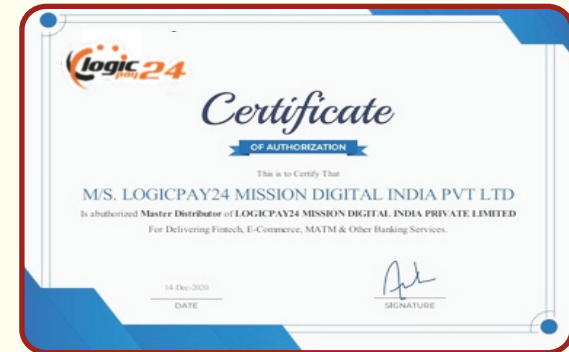 logic
pay 24
Certificate
OF AUTHORIZATION
This is to Certify That
M/S. LOGICPAY24 MISSION DIGITAL INDIA PVT LTD
Is abuthorized Master Distributor of LOGICPAY24 MISSION DIGITAL INDIA PRIVATE LIMITED
For Delivering Fintech, E-Commerce, MATM & Other Banking Services.
14-Dec-2020
DATE
SIGNATURE